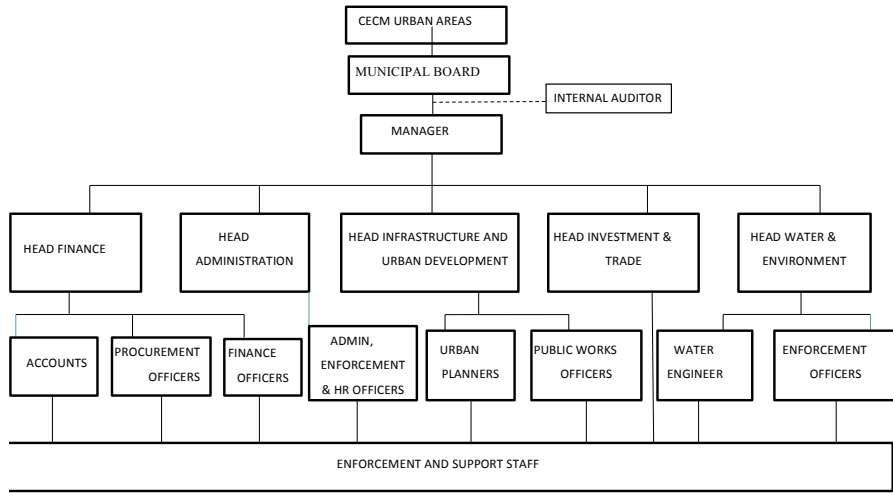 CECM URBAN AREAS
MUNICIPAL BOARD
INTERNAL AUDITOR
MANAGER
HEAD FINANCE
HEAD
ADMINISTRATION
HEAD INFRASTRUCTURE AND
URBAN DEVELOPMENT
HEAD INVESTMENT &
TRADE
HEAD WATER &
ENVIRONMENT
ACCOUNTS
PROCUREMENT
OFFICERS
FINANCE
OFFICERS
ADMIN,
ENFORCEMENT
& HR OFFICERS
URBAN
PLANNERS
PUBLIC WORKS
OFFICERS
WATER
ENGINEER
ENFORCEMENT
OFFICERS
ENFORCEMENT AND SUPPORT STAFF